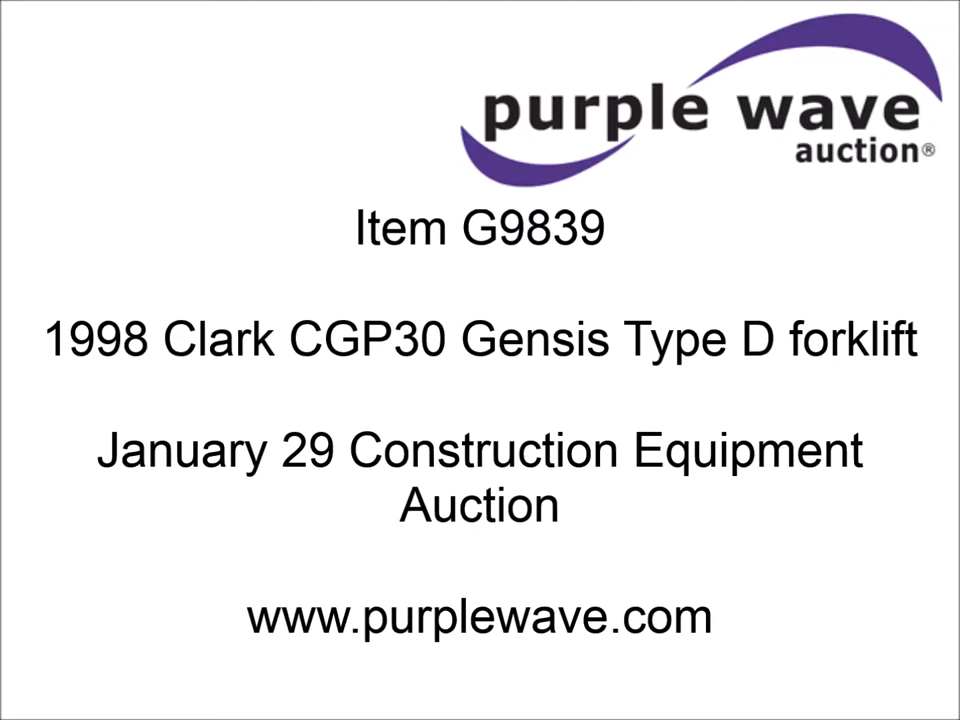 purple wave
auction®
Item G9839
1998 Clark CGP30 Gensis Type D forklift
January 29 Construction Equipment
Auction
www.purplewave.com